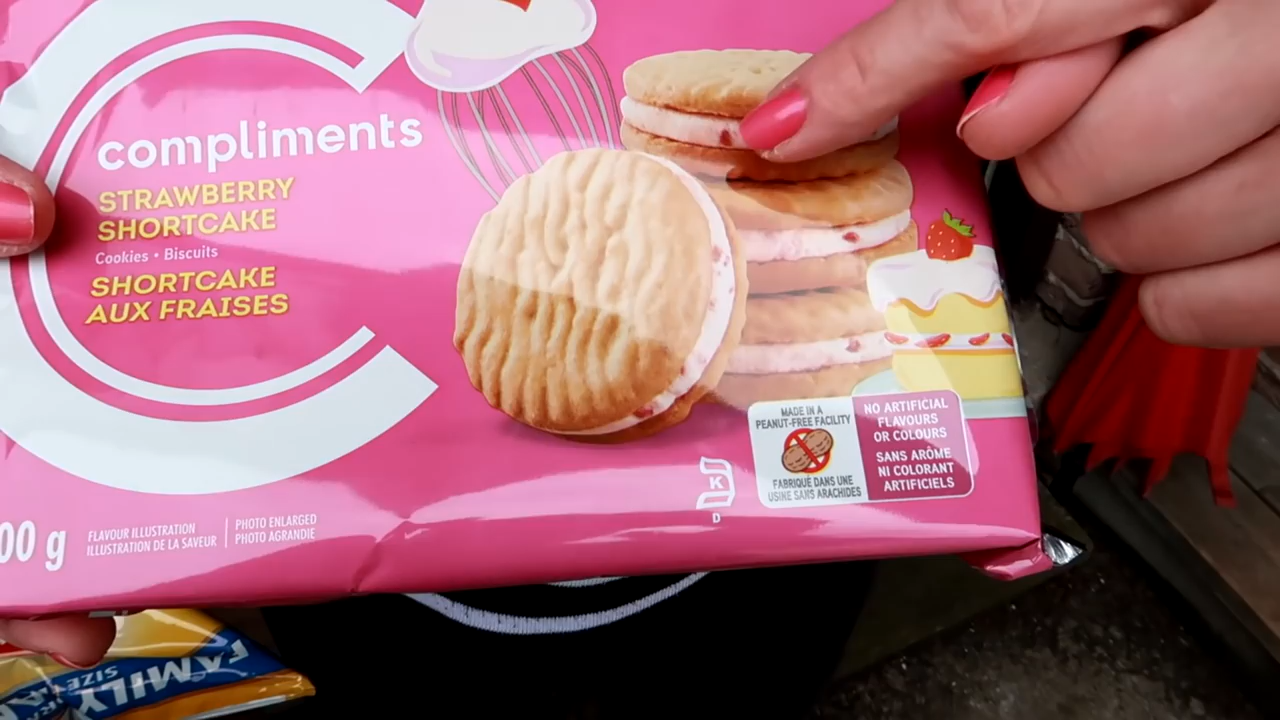 compliments
STRAWBERRY
SHORTCAKE
Cookies • Biscuits
SHORTCAKE
AUX FRAISES
MADE IN A
PEANUT-FREE FACILITY
FABRIQUÉ DANS UNE
USINE SANS ARACHIDES
NO ARTIFICIAL
FLAVOURS
OR COLOURS
SANS ARÔME
NI COLORANT
ARTIFICIELS
K
D
00 g
FLAVOUR ILLUSTRATION
ILLUSTRATION DE LA SAVEUR
PHOTO ENLARGED
PHOTO AGRANDIE
FAMILY
SIZE